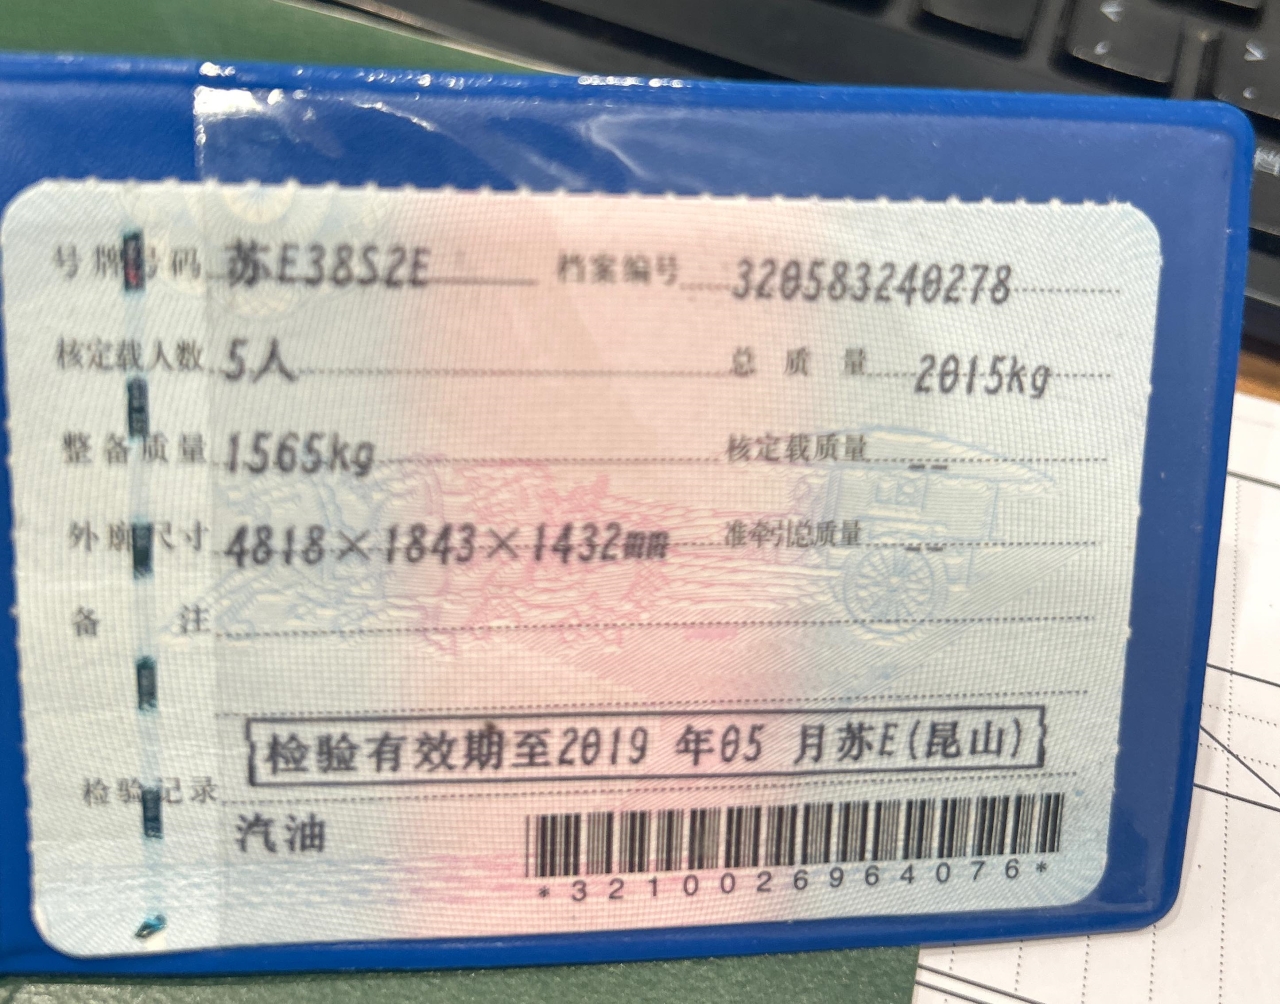 号牌号码 苏E38S2E 档案编号 320583240278
核定载人数 5人 总质量 2015kg
整备质量 1565kg 核定载质量 --
外廓尺寸 4818×1843×1432mm 准牵引总质量 --
备注
检验有效期至2019年05月苏E(昆山)
检验记录
汽油
*3210026964076*